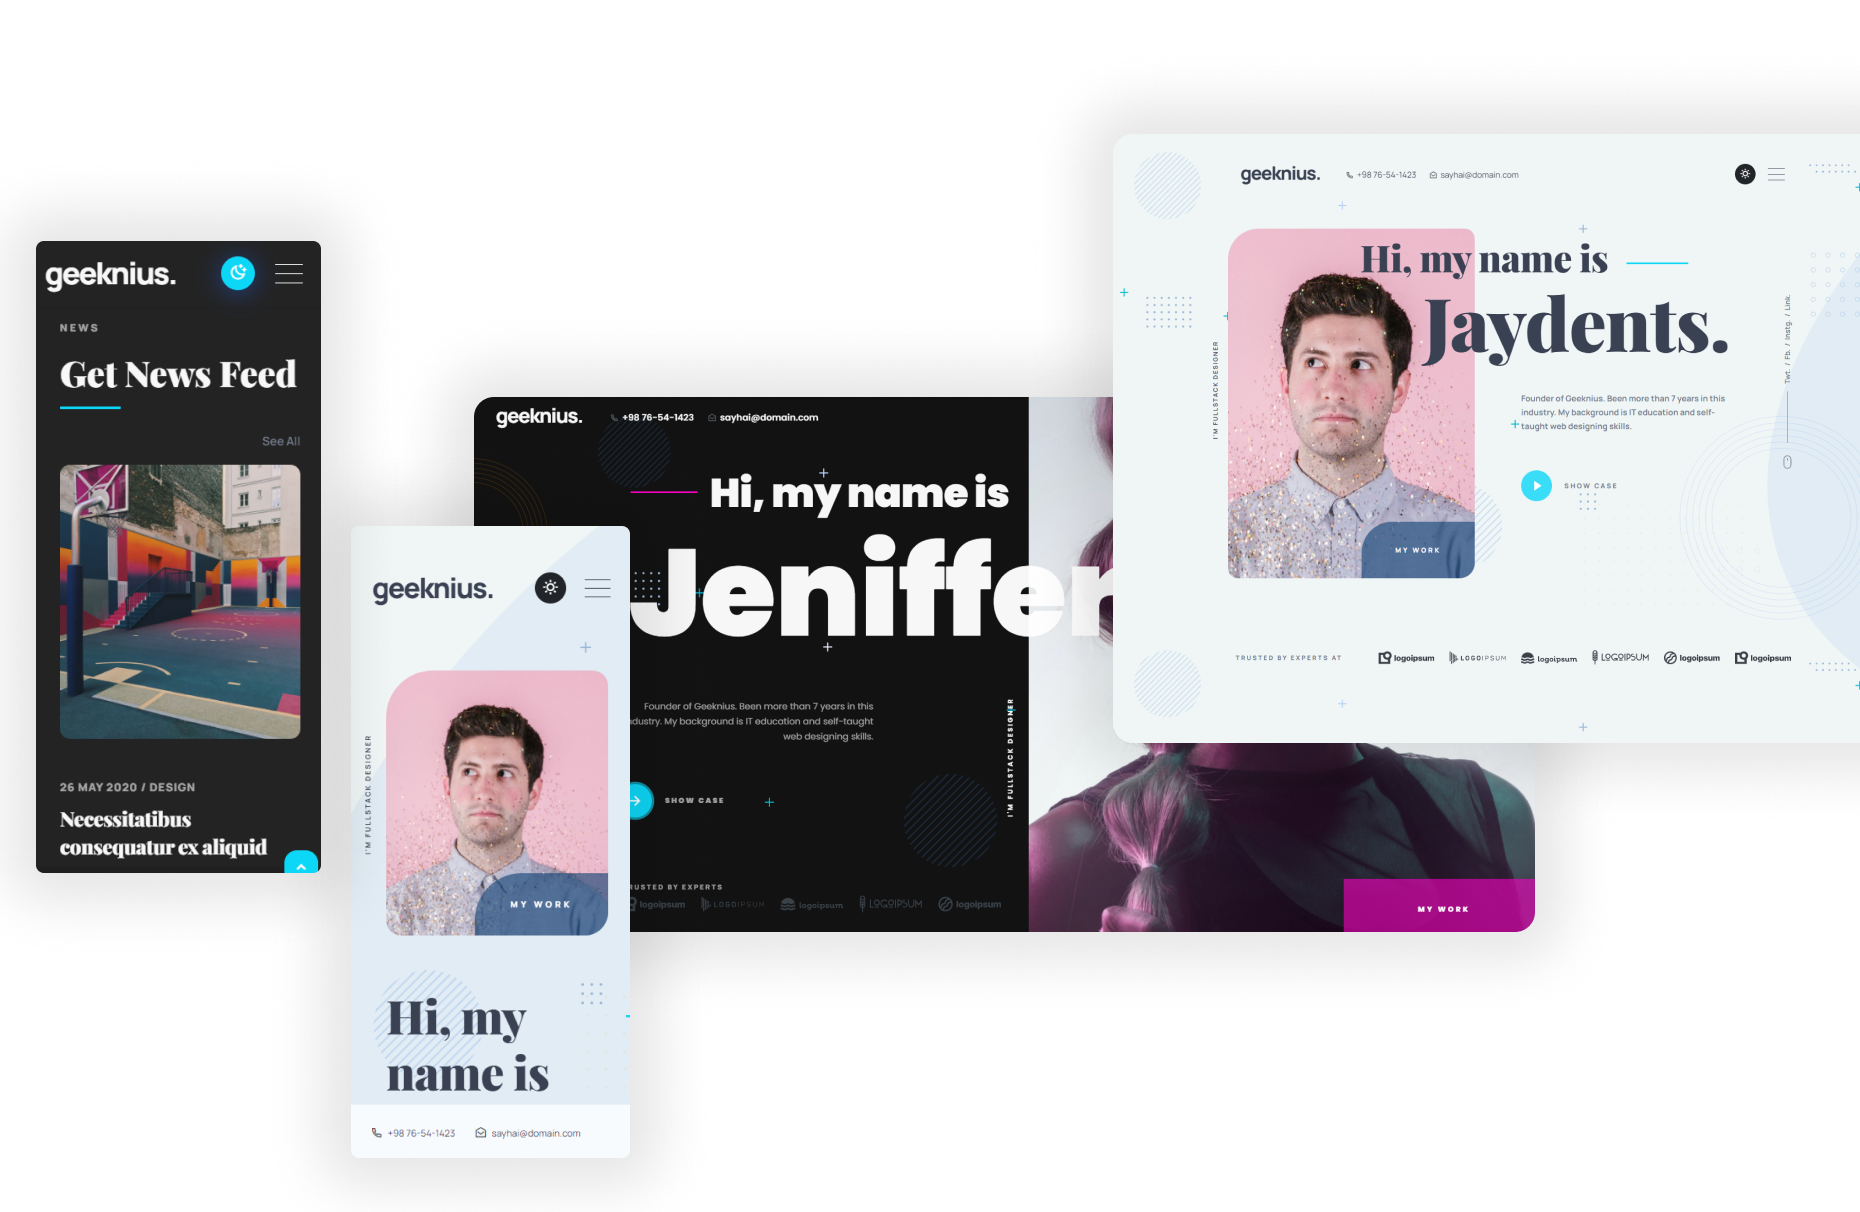 geeknius.
NEWS
Get News Feed
See All
26 MAY 2020 / DESIGN
Necessitatibus
consequatur ex aliquid
geeknius.
I'M FULLSTACK DESIGNER
MY WORK
Hi, my
name is
+98 76-54-1423 sayhai@domain.com
geeknius. +98 76-54-1423 sayhai@domain.com
Hi, my name is
Jeniffer
Founder of Geeknius. Been more than 7 years in this
ndustry. My background is IT education and self-taught
web designing skills.
SHOW CASE
I'M FULLSTACK DESIGNER
RUSTED BY EXPERTS
logoipsum LOGOIPSUM logoipsum LOGOIPSUM logoipsum
MY WORK
geeknius. +98 76-54-1423 sayhai@domain.com
Hi, my name is
Jaydents.
I'M FULLSTACK DESIGNER
Twt. / Fb. / Instg. / Link.
Founder of Geeknius. Been more than 7 years in this
industry. My background is IT education and self-
taught web designing skills.
SHOW CASE
MY WORK
TRUSTED BY EXPERTS AT logoipsum LOGOIPSUM logoipsum LOGOIPSUM logoipsum logoipsum